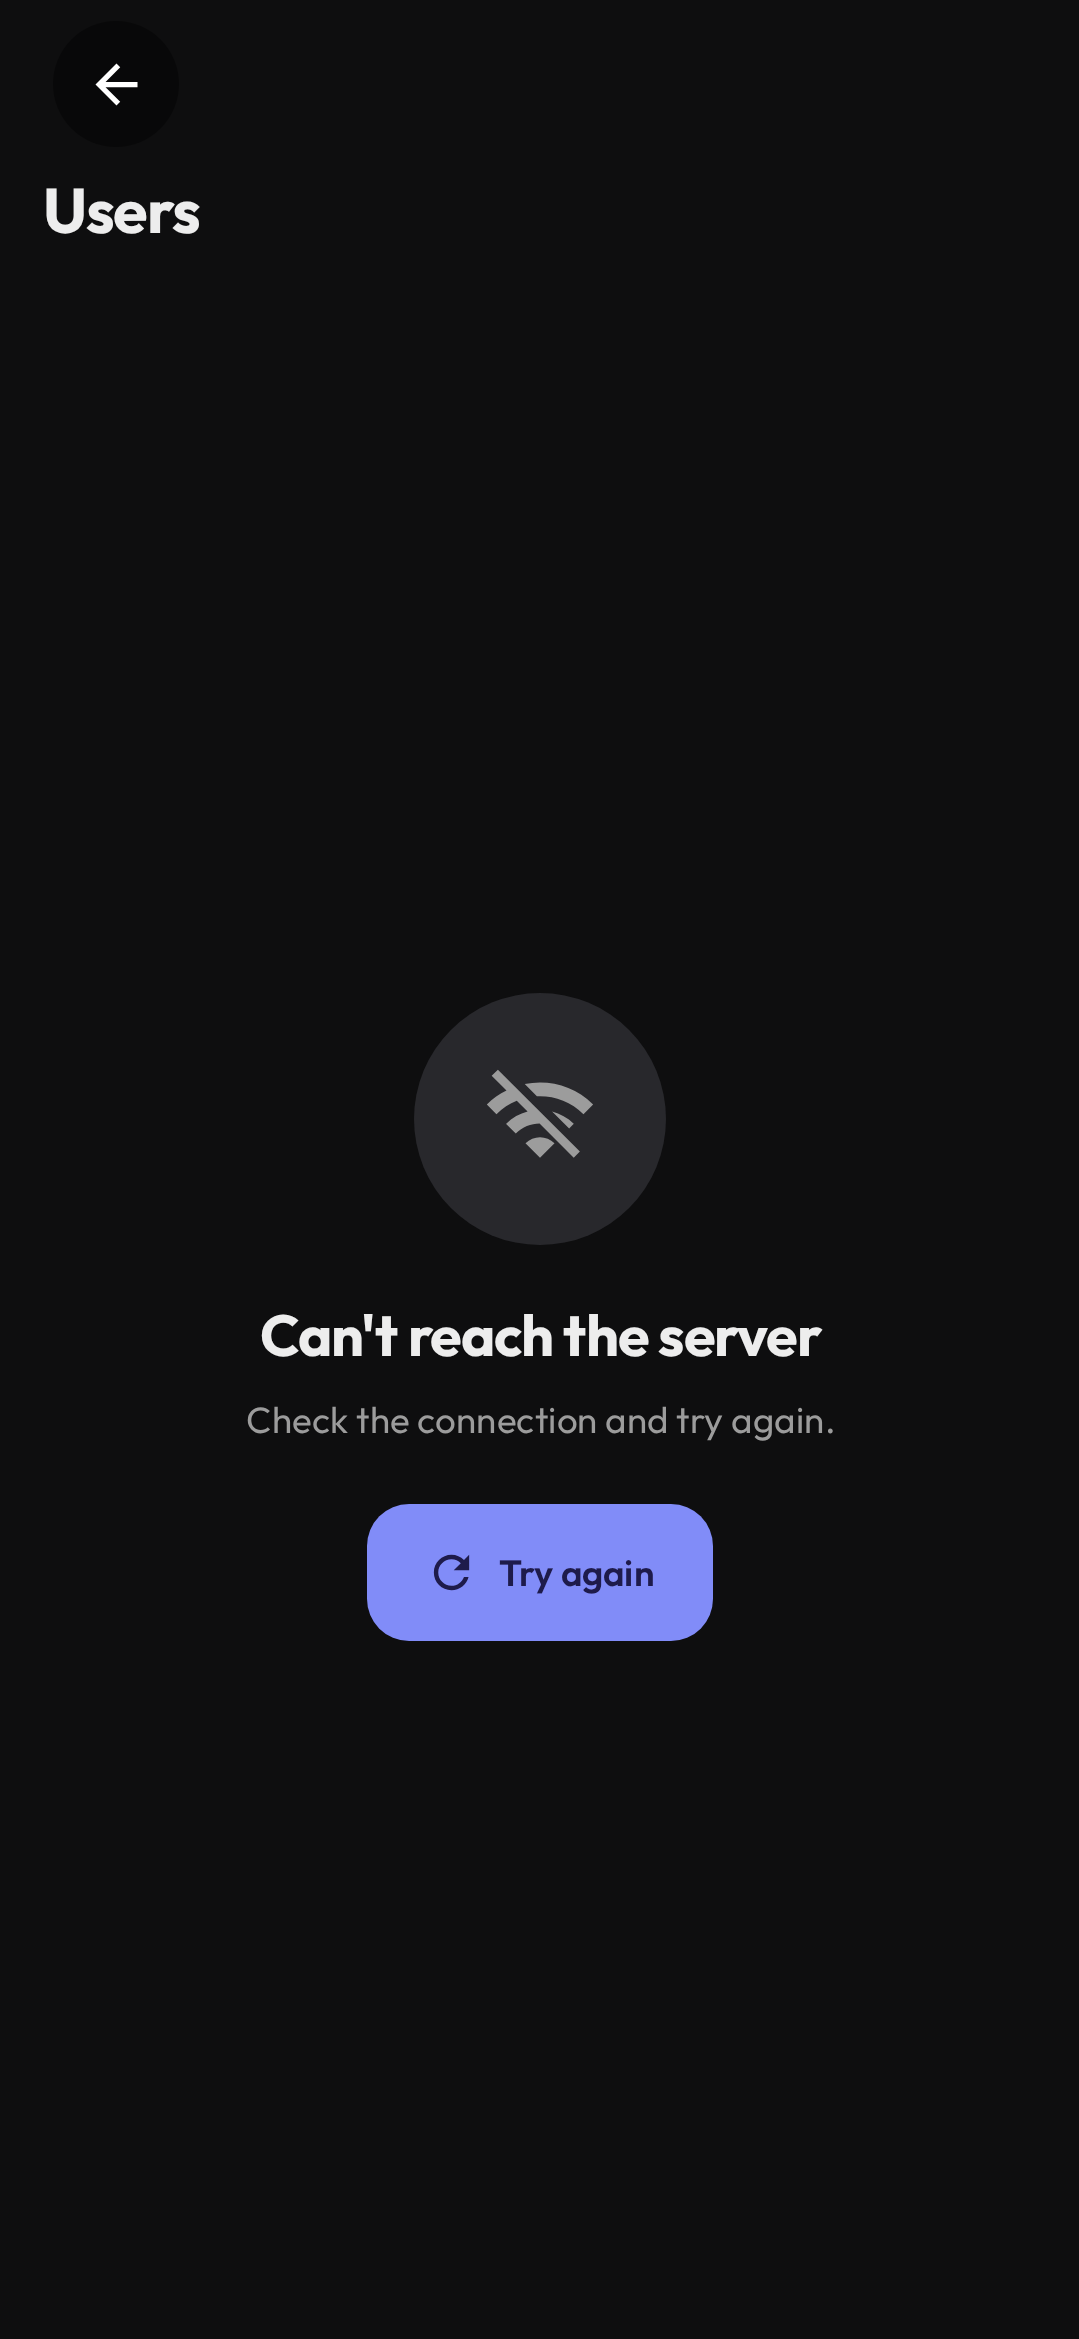 Users
Can't reach the server
Check the connection and try again.
Try again